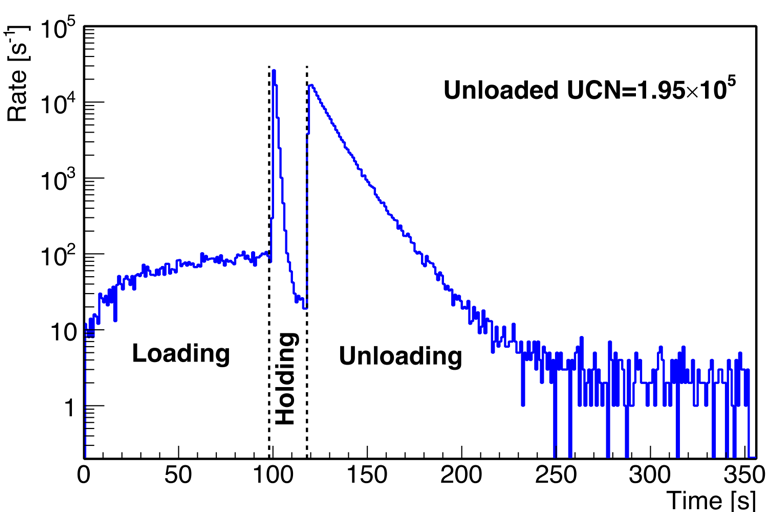 Rate [s⁻¹]
10⁵
10⁴
10³
10²
10
1
Unloaded UCN=1.95×10⁵
Loading
Holding
Unloading
0 50 100 150 200 250 300 350
Time [s]